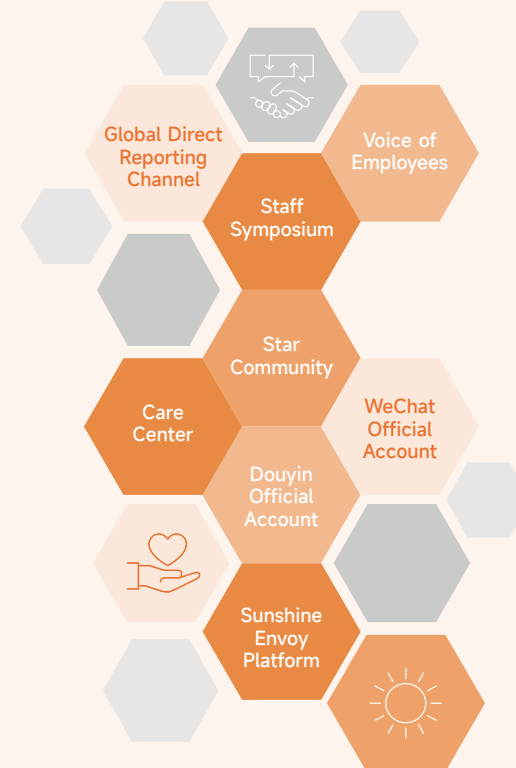 Global Direct
Reporting
Channel
Voice of
Employees
Staff
Symposium
Star
Community
Care
Center
WeChat
Official
Account
Douyin
Official
Account
Sunshine
Envoy
Platform